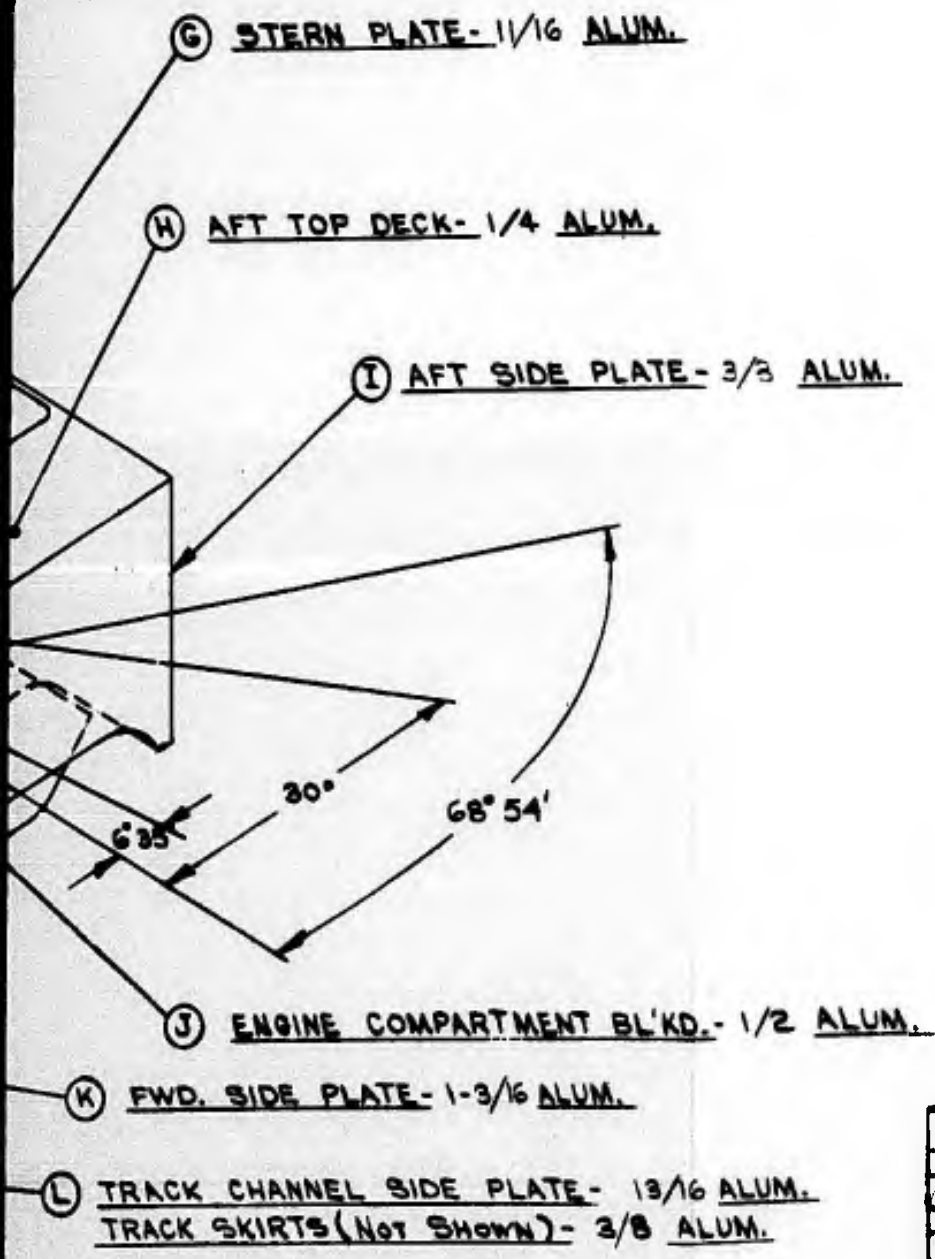 G STERN PLATE- 11/16 ALUM.
H AFT TOP DECK- 1/4 ALUM.
I AFT SIDE PLATE- 3/3 ALUM.
30°
68° 54'
6°35'
J ENGINE COMPARTMENT BL'KD.- 1/2 ALUM.
K FWD. SIDE PLATE- 1-3/16 ALUM.
L TRACK CHANNEL SIDE PLATE- 13/16 ALUM.
TRACK SKIRTS (NOT SHOWN)- 3/8 ALUM.